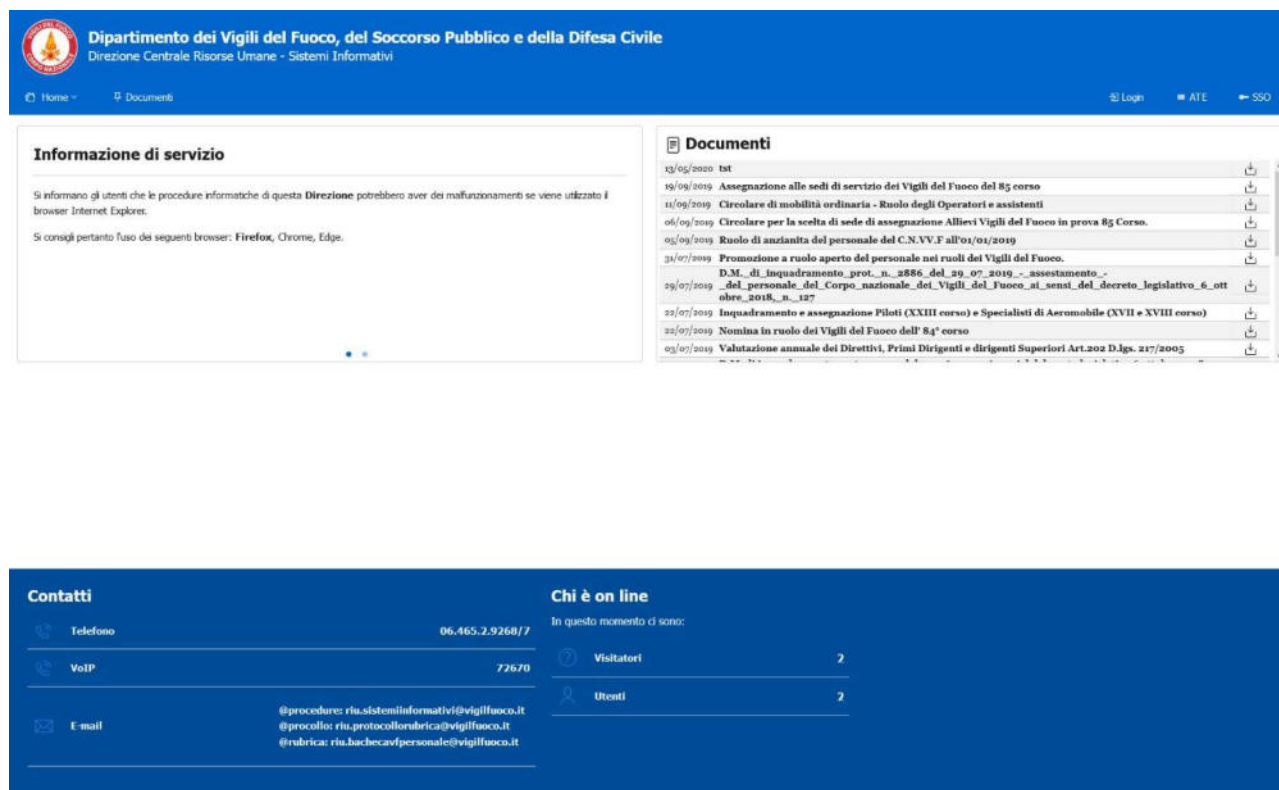 Dipartimento dei Vigili del Fuoco, del Soccorso Pubblico e della Difesa Civile
Direzione Centrale Risorse Umane - Sistemi Informativi
Home
Documenti
Login
ATE
SSO
Informazione di servizio
Si informano gli utenti che le procedure informatiche di questa Direzione potrebbero aver dei malfunzionamenti se viene utilizzato il
browser Internet Explorer.
Si consigli pertanto l'uso dei seguenti browser: Firefox, Chrome, Edge.
Documenti
13/05/2020 tst
19/09/2019 Assegnazione alle sedi di servizio dei Vigili del Fuoco del 85 corso
11/09/2019 Circolare di mobilità ordinaria - Ruolo degli Operatori e assistenti
06/09/2019 Circolare per la scelta di sede di assegnazione Allievi Vigili del Fuoco in prova 85 Corso.
05/09/2019 Ruolo di anzianita del personale del C.N.VV.F all'01/01/2019
31/07/2019 Promozione a ruolo aperto del personale nei ruoli dei Vigili del Fuoco.
D.M._di_inquadramento_prot._n._2886_del_29_07_2019_-_assestamento_-
29/07/2019 _del_personale_del_Corpo_nazionale_dei_Vigili_del_Fuoco_ai_sensi_del_decreto_legislativo_6_ott
obre_2018,_n._127
22/07/2019 Inquadramento e assegnazione Piloti (XXIII corso) e Specialisti di Aeromobile (XVII e XVIII corso)
22/07/2019 Nomina in ruolo dei Vigili del Fuoco dell' 84° corso
03/07/2019 Valutazione annuale dei Direttivi, Primi Dirigenti e dirigenti Superiori Art.202 D.lgs. 217/2005
Contatti
Telefono 06.465.2.9268/7
VoIP 72670
E-mail
@procedure: riu.sistemiinformativi@vigilfuoco.it
@procollo: riu.protocollorubrica@vigilfuoco.it
@rubrica: riu.bachecavfpersonale@vigilfuoco.it
Chi è on line
In questo momento ci sono:
Visitatori 2
Utenti 2